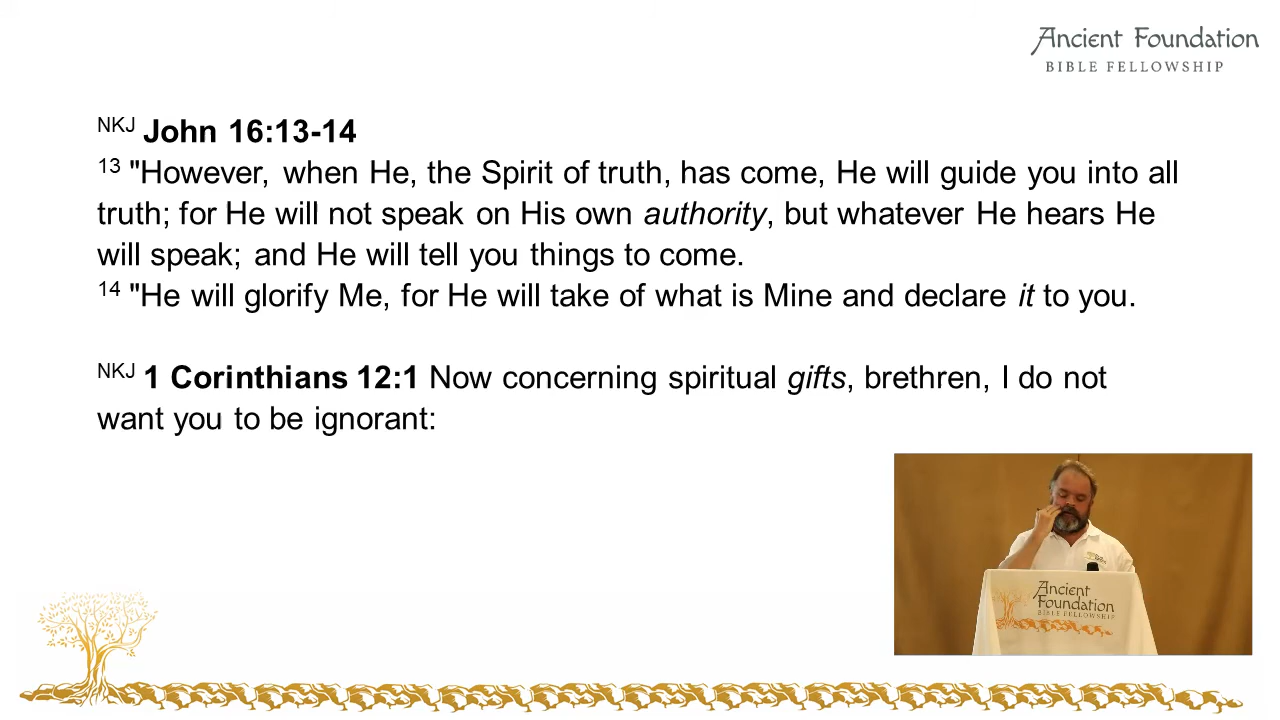 Ancient Foundation
BIBLE FELLOWSHIP
NKJ John 16:13-14
13 "However, when He, the Spirit of truth, has come, He will guide you into all
truth; for He will not speak on His own authority, but whatever He hears He
will speak; and He will tell you things to come.
14 "He will glorify Me, for He will take of what is Mine and declare it to you.
NKJ 1 Corinthians 12:1 Now concerning spiritual gifts, brethren, I do not
want you to be ignorant:
Ancient
Foundation
BIBLE FELLOWSHIP